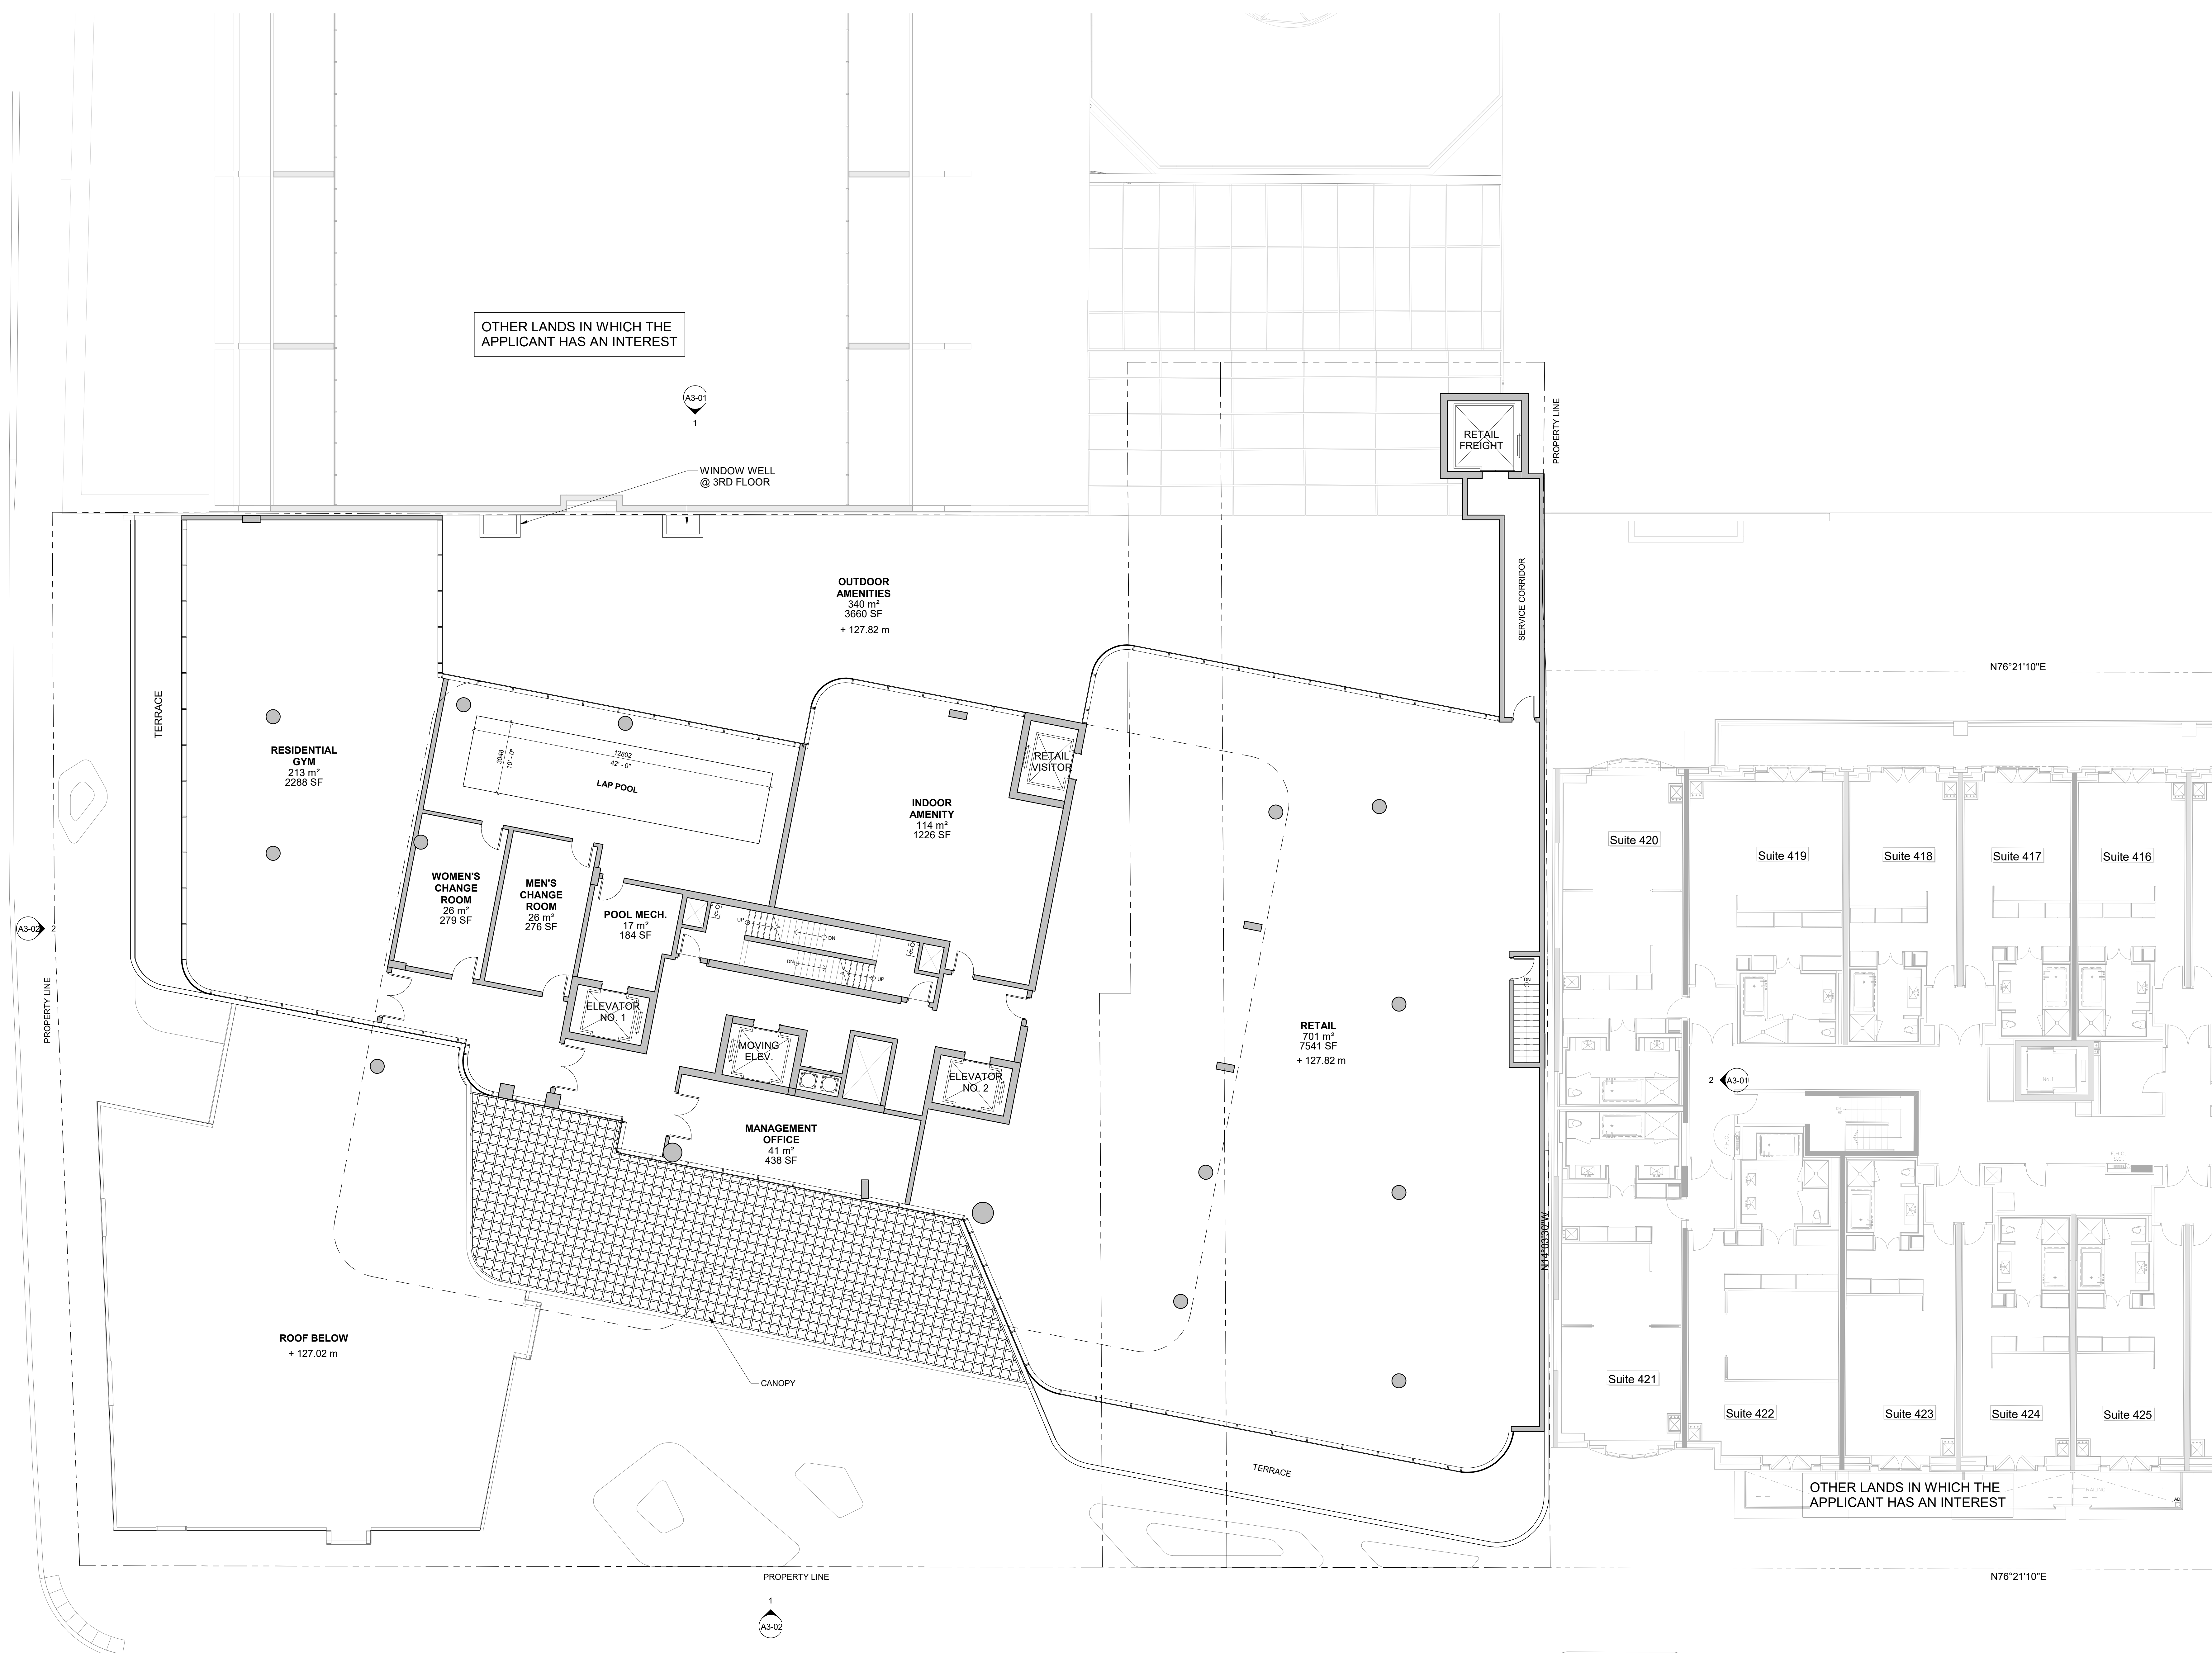 OTHER LANDS IN WHICH THE
APPLICANT HAS AN INTEREST
A3-01
1
WINDOW WELL
@ 3RD FLOOR
RETAIL
FREIGHT
PROPERTY LINE
SERVICE CORRIDOR
OUTDOOR
AMENITIES
340 m²
3660 SF
+ 127.82 m
N76°21'10"E
TERRACE
RESIDENTIAL
GYM
213 m²
2288 SF
3048
10' - 0"
12802
42' - 0"
LAP POOL
RETAIL
VISITOR
INDOOR
AMENITY
114 m²
1226 SF
Suite 420
Suite 419
Suite 418
Suite 417
Suite 416
WOMEN'S
CHANGE
ROOM
26 m²
279 SF
MEN'S
CHANGE
ROOM
26 m²
276 SF
POOL MECH.
17 m²
184 SF
UP
DN
DN
UP
A3-02
2
PROPERTY LINE
ELEVATOR
NO. 1
MOVING
ELEV.
ELEVATOR
NO. 2
DN
RETAIL
701 m²
7541 SF
+ 127.82 m
2
A3-01
MANAGEMENT
OFFICE
41 m²
438 SF
N14°03'30"W
ROOF BELOW
+ 127.02 m
CANOPY
Suite 421
Suite 422
Suite 423
Suite 424
Suite 425
TERRACE
OTHER LANDS IN WHICH THE
APPLICANT HAS AN INTEREST
AD
PROPERTY LINE
N76°21'10"E
1
A3-02